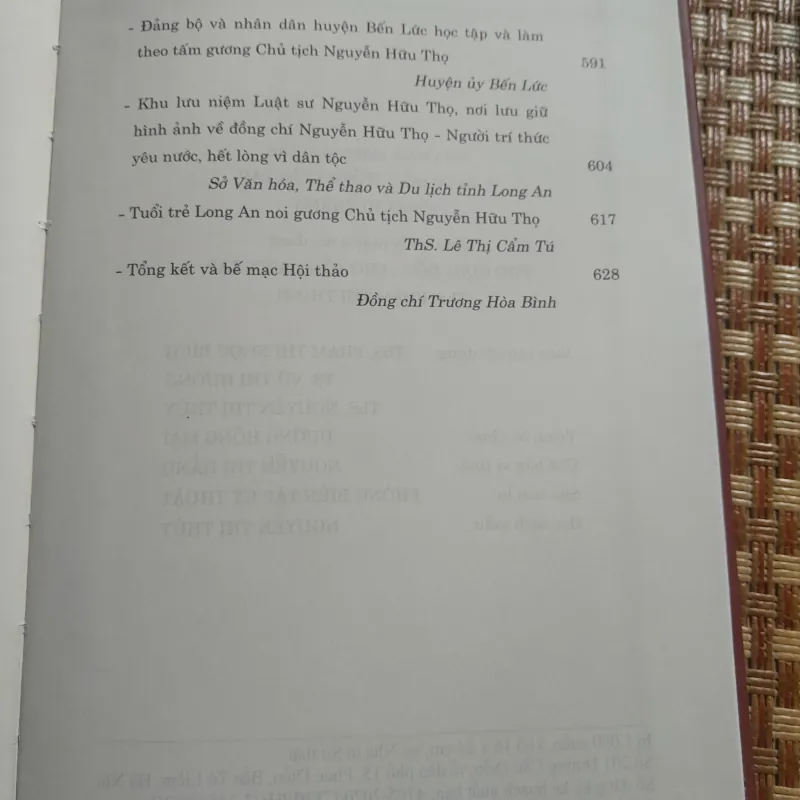 - Đảng bộ và nhân dân huyện Bến Lức học tập và làm
theo tấm gương Chủ tịch Nguyễn Hữu Thọ 591
Huyện ủy Bến Lức
- Khu lưu niệm Luật sư Nguyễn Hữu Thọ, nơi lưu giữ
hình ảnh về đồng chí Nguyễn Hữu Thọ - Người trí thức
yêu nước, hết lòng vì dân tộc 604
Sở Văn hóa, Thể thao và Du lịch tỉnh Long An
- Tuổi trẻ Long An noi gương Chủ tịch Nguyễn Hữu Thọ 617
ThS. Lê Thị Cẩm Tú
- Tổng kết và bế mạc Hội thảo 628
Đồng chí Trương Hòa Bình